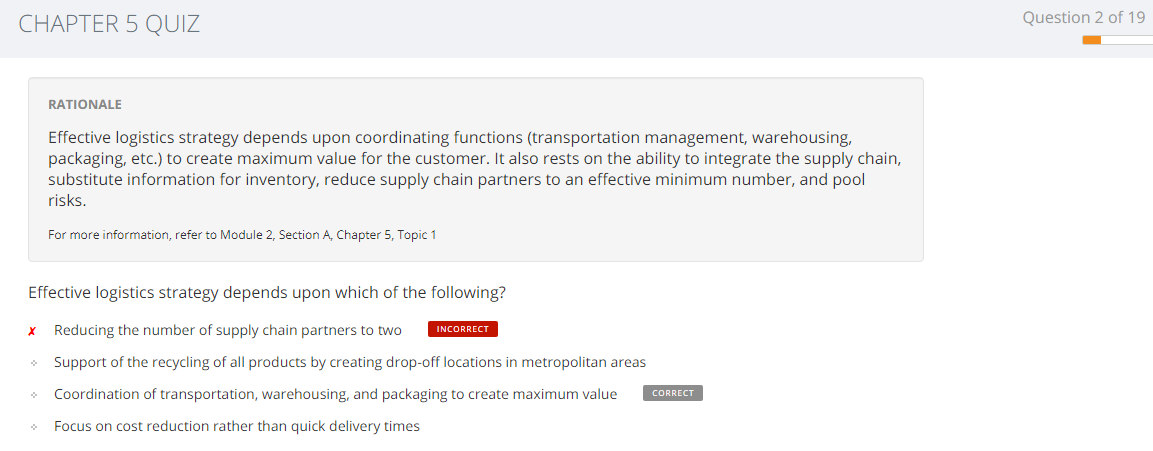 CHAPTER 5 QUIZ
Question 2 of 19
RATIONALE
Effective logistics strategy depends upon coordinating functions (transportation management, warehousing,
packaging, etc.) to create maximum value for the customer. It also rests on the ability to integrate the supply chain,
substitute information for inventory, reduce supply chain partners to an effective minimum number, and pool
risks.
For more information, refer to Module 2, Section A, Chapter 5, Topic 1
Effective logistics strategy depends upon which of the following?
✗ Reducing the number of supply chain partners to two INCORRECT
Support of the recycling of all products by creating drop-off locations in metropolitan areas
Coordination of transportation, warehousing, and packaging to create maximum value CORRECT
Focus on cost reduction rather than quick delivery times